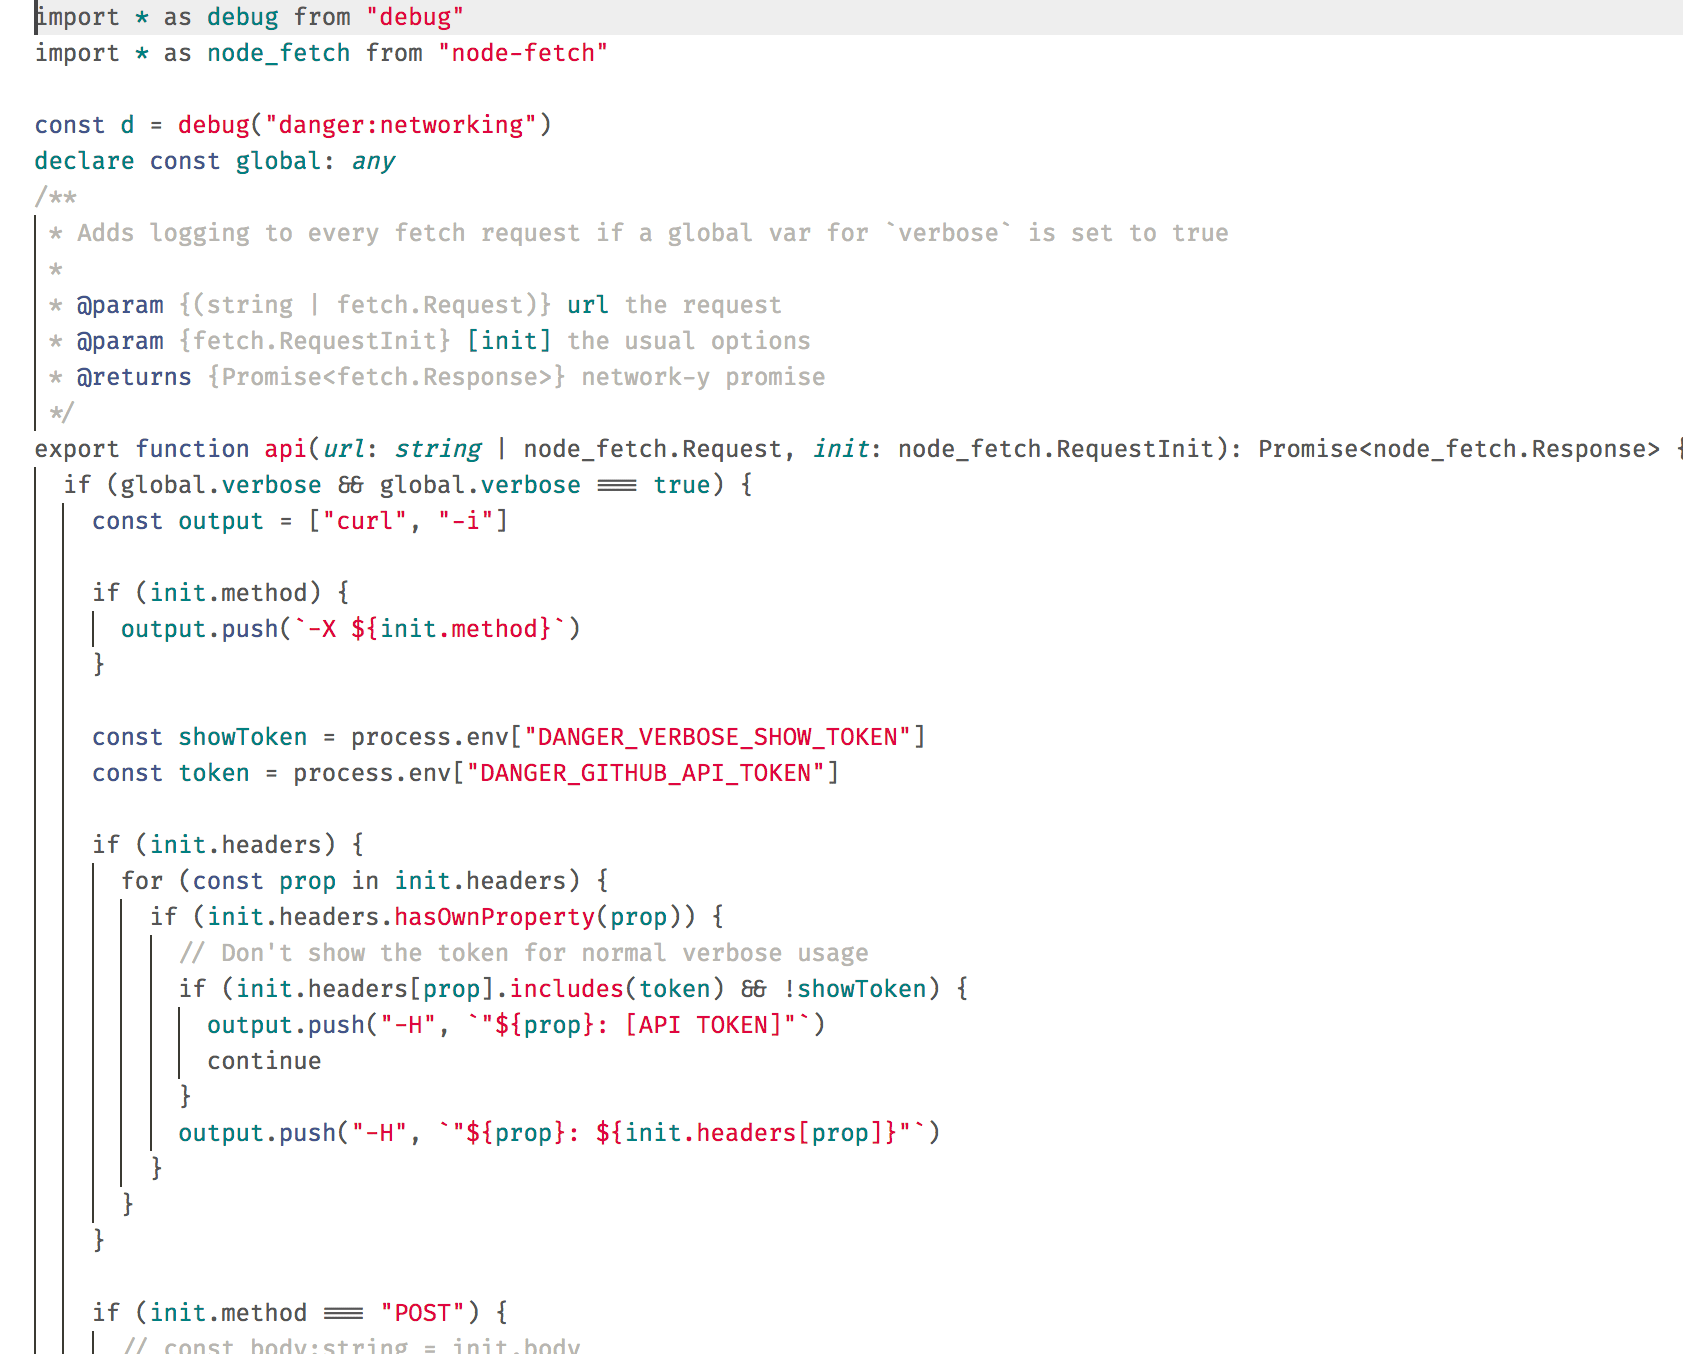 import * as debug from "debug"
import * as node_fetch from "node-fetch"

const d = debug("danger:networking")
declare const global: any
/**
 * Adds logging to every fetch request if a global var for `verbose` is set to true
 *
 * @param {(string | fetch.Request)} url the request
 * @param {fetch.RequestInit} [init] the usual options
 * @returns {Promise<fetch.Response>} network-y promise
 */
export function api(url: string | node_fetch.Request, init: node_fetch.RequestInit): Promise<node_fetch.Response> {
  if (global.verbose && global.verbose === true) {
    const output = ["curl", "-i"]

    if (init.method) {
      output.push(`-X ${init.method}`)
    }

    const showToken = process.env["DANGER_VERBOSE_SHOW_TOKEN"]
    const token = process.env["DANGER_GITHUB_API_TOKEN"]

    if (init.headers) {
      for (const prop in init.headers) {
        if (init.headers.hasOwnProperty(prop)) {
          // Don't show the token for normal verbose usage
          if (init.headers[prop].includes(token) && !showToken) {
            output.push("-H", `"${prop}: [API TOKEN]"`)
            continue
          }
          output.push("-H", `"${prop}: ${init.headers[prop]}"`)
        }
      }
    }

    if (init.method === "POST") {
      // const body:string = init.body